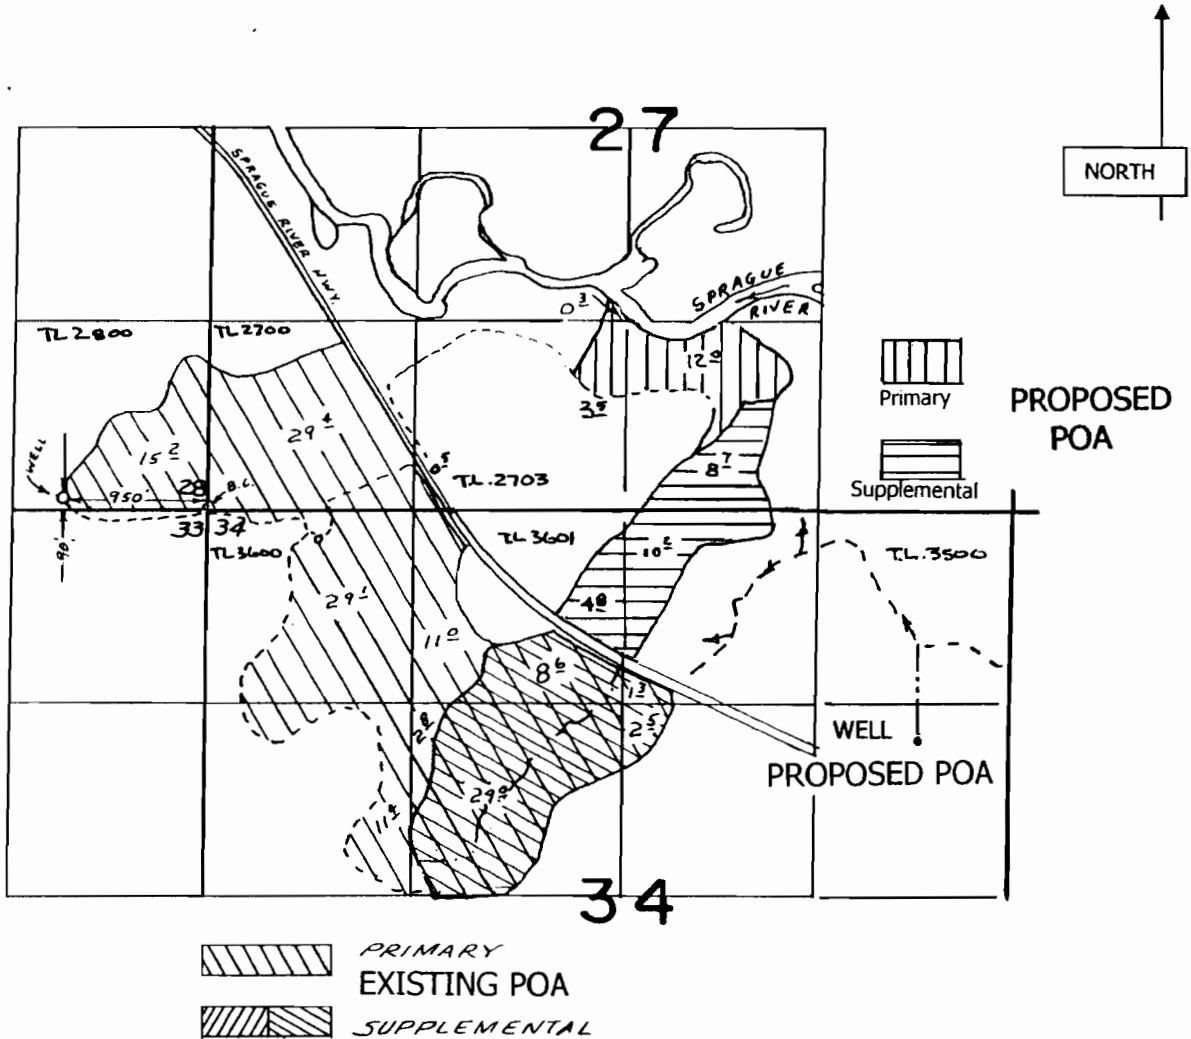 27
NORTH
SPRAGUE RIVER HWY.
SPRAGUE
RIVER
0 3
TL 2800
TL 2700
12 0
3 5
Primary
PROPOSED
POA
Supplemental
29 4
15 2
WELL
950'
28
B.C.
0 5
TL.2703
8 7
33 34
90'
TL 3600
TL 3601
10 2
T.L.3500
29 1
4 8
11 0
8 6
1 3
2 8
2 5
WELL
PROPOSED POA
11 4
34
PRIMARY
EXISTING POA
SUPPLEMENTAL